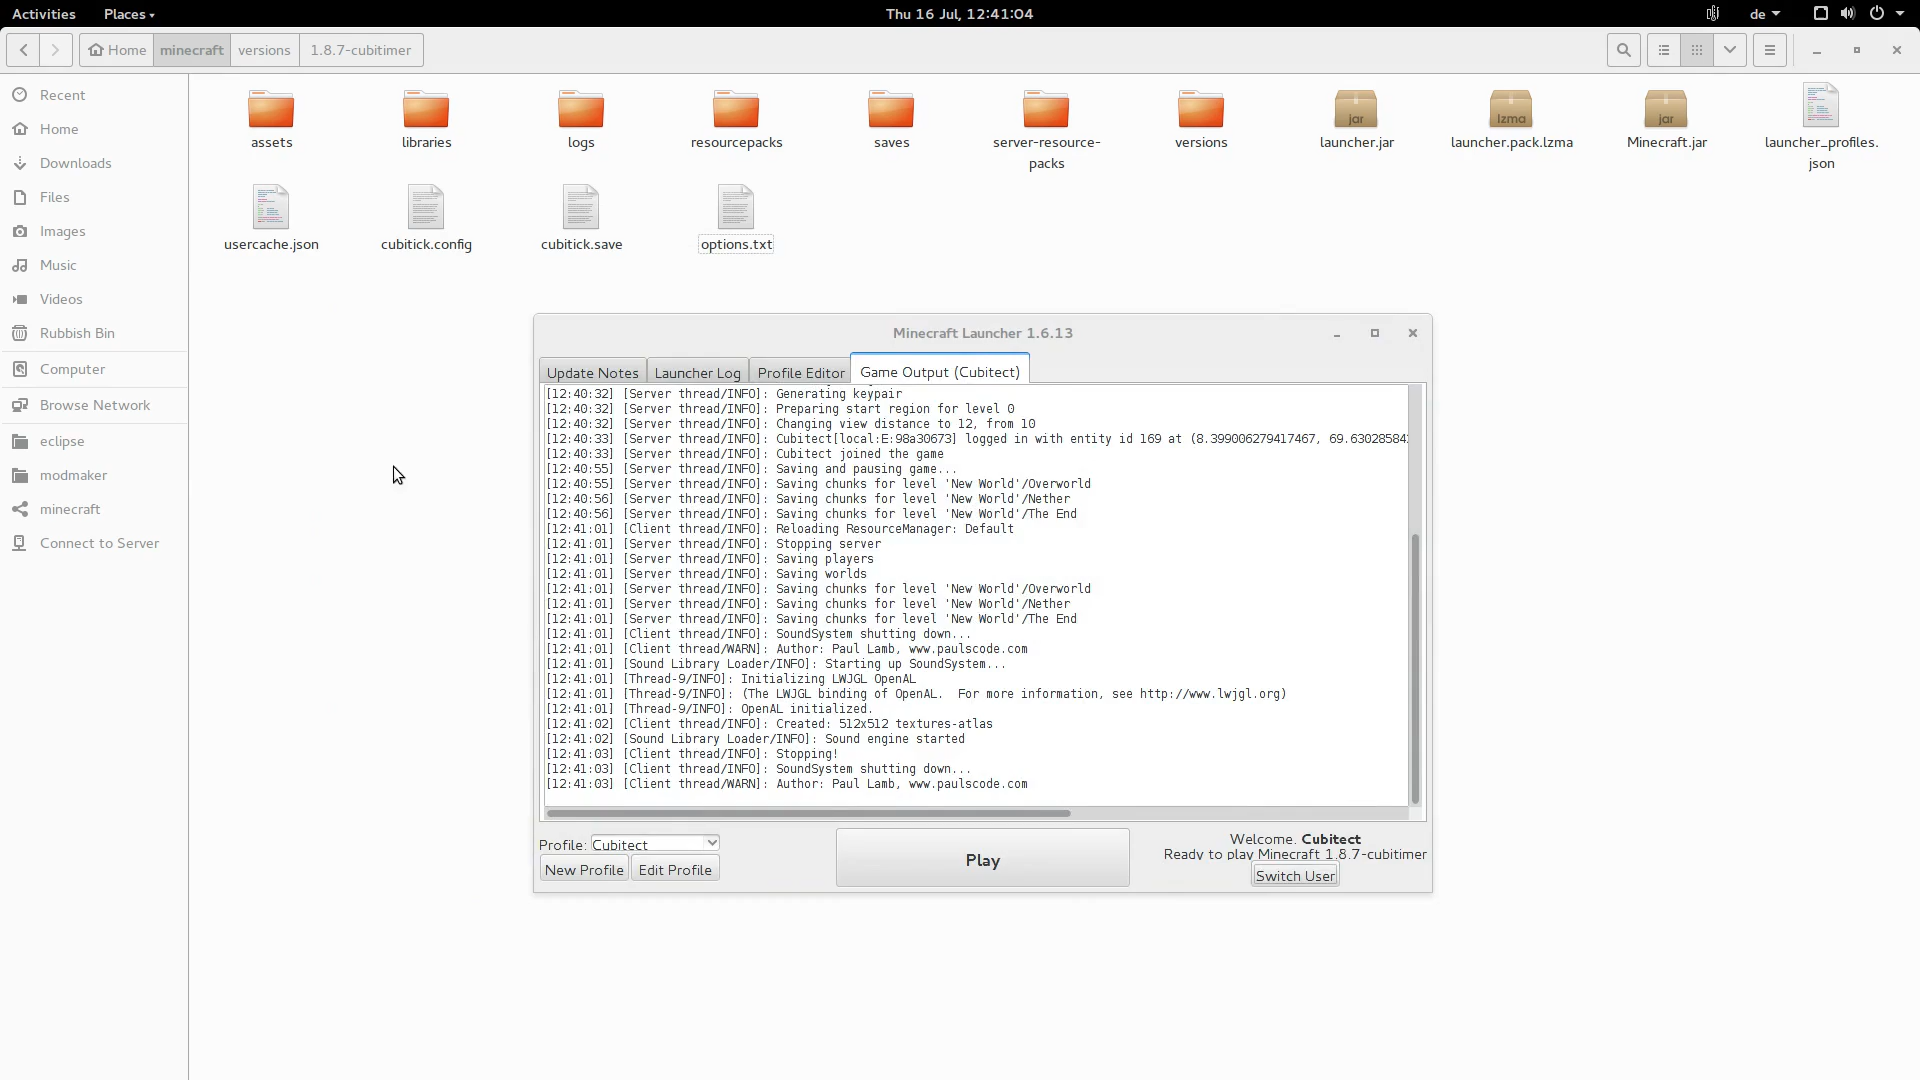 Activities Places Thu 16 Jul, 12:41:04 de
Home minecraft versions 1.8.7-cubitimer
Recent
Home
Downloads
Files
Images
Music
Videos
Rubbish Bin
Computer
Browse Network
eclipse
modmaker
minecraft
Connect to Server
assets libraries logs resourcepacks saves server-resource- versions launcher.jar launcher.pack.lzma Minecraft.jar launcher_profiles.
packs json
jar lzma jar
usercache.json cubitick.config cubitick.save options.txt
Minecraft Launcher 1.6.13
Update Notes Launcher Log Profile Editor Game Output (Cubitect)
[12:40:32] [Server thread/INFO]: Generating keypair
[12:40:32] [Server thread/INFO]: Preparing start region for level 0
[12:40:32] [Server thread/INFO]: Changing view distance to 12, from 10
[12:40:33] [Server thread/INFO]: Cubitect[local:E:98a30673] logged in with entity id 169 at (8.399006279417467, 69.63028584
[12:40:33] [Server thread/INFO]: Cubitect joined the game
[12:40:55] [Server thread/INFO]: Saving and pausing game...
[12:40:55] [Server thread/INFO]: Saving chunks for level 'New World'/Overworld
[12:40:56] [Server thread/INFO]: Saving chunks for level 'New World'/Nether
[12:40:56] [Server thread/INFO]: Saving chunks for level 'New World'/The End
[12:41:01] [Client thread/INFO]: Reloading ResourceManager: Default
[12:41:01] [Server thread/INFO]: Stopping server
[12:41:01] [Server thread/INFO]: Saving players
[12:41:01] [Server thread/INFO]: Saving worlds
[12:41:01] [Server thread/INFO]: Saving chunks for level 'New World'/Overworld
[12:41:01] [Server thread/INFO]: Saving chunks for level 'New World'/Nether
[12:41:01] [Server thread/INFO]: Saving chunks for level 'New World'/The End
[12:41:01] [Client thread/INFO]: SoundSystem shutting down...
[12:41:01] [Client thread/WARN]: Author: Paul Lamb, www.paulscode.com
[12:41:01] [Sound Library Loader/INFO]: Starting up SoundSystem...
[12:41:01] [Thread-9/INFO]: Initializing LWJGL OpenAL
[12:41:01] [Thread-9/INFO]: (The LWJGL binding of OpenAL.  For more information, see http://www.lwjgl.org)
[12:41:01] [Thread-9/INFO]: OpenAL initialized.
[12:41:02] [Client thread/INFO]: Created: 512x512 textures-atlas
[12:41:02] [Sound Library Loader/INFO]: Sound engine started
[12:41:03] [Client thread/INFO]: Stopping!
[12:41:03] [Client thread/INFO]: SoundSystem shutting down...
[12:41:03] [Client thread/WARN]: Author: Paul Lamb, www.paulscode.com
Profile: Cubitect
New Profile Edit Profile
Play
Welcome, Cubitect
Ready to play Minecraft 1.8.7-cubitimer
Switch User